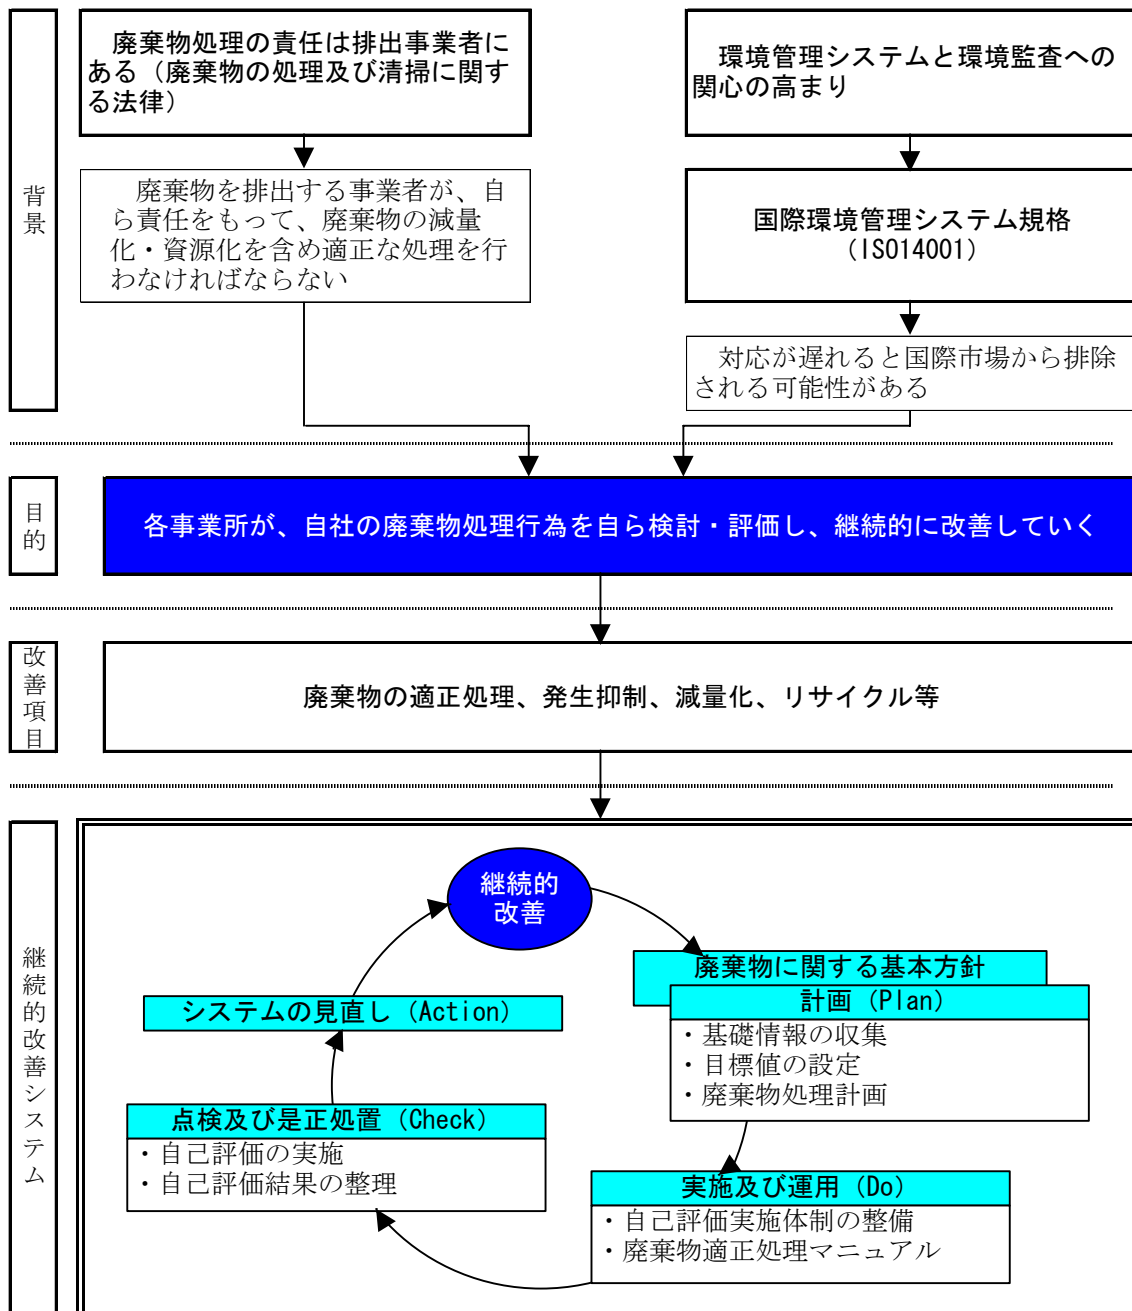 背景
廃棄物処理の責任は排出事業者に
ある（廃棄物の処理及び清掃に関す
る法律）
環境管理システムと環境監査への
関心の高まり
廃棄物を排出する事業者が、自
ら責任をもって、廃棄物の減量
化・資源化を含め適正な処理を行
わなければならない
国際環境管理システム規格
（ISO14001）
対応が遅れると国際市場から排除
される可能性がある
目的
各事業所が、自社の廃棄物処理行為を自ら検討・評価し、継続的に改善していく
改善項目
廃棄物の適正処理、発生抑制、減量化、リサイクル等
継続的改善システム
継続的
改善
廃棄物に関する基本方針
計画（Plan）
・基礎情報の収集
・目標値の設定
・廃棄物処理計画
実施及び運用（Do）
・自己評価実施体制の整備
・廃棄物適正処理マニュアル
点検及び是正処置（Check）
・自己評価の実施
・自己評価結果の整理
システムの見直し（Action）